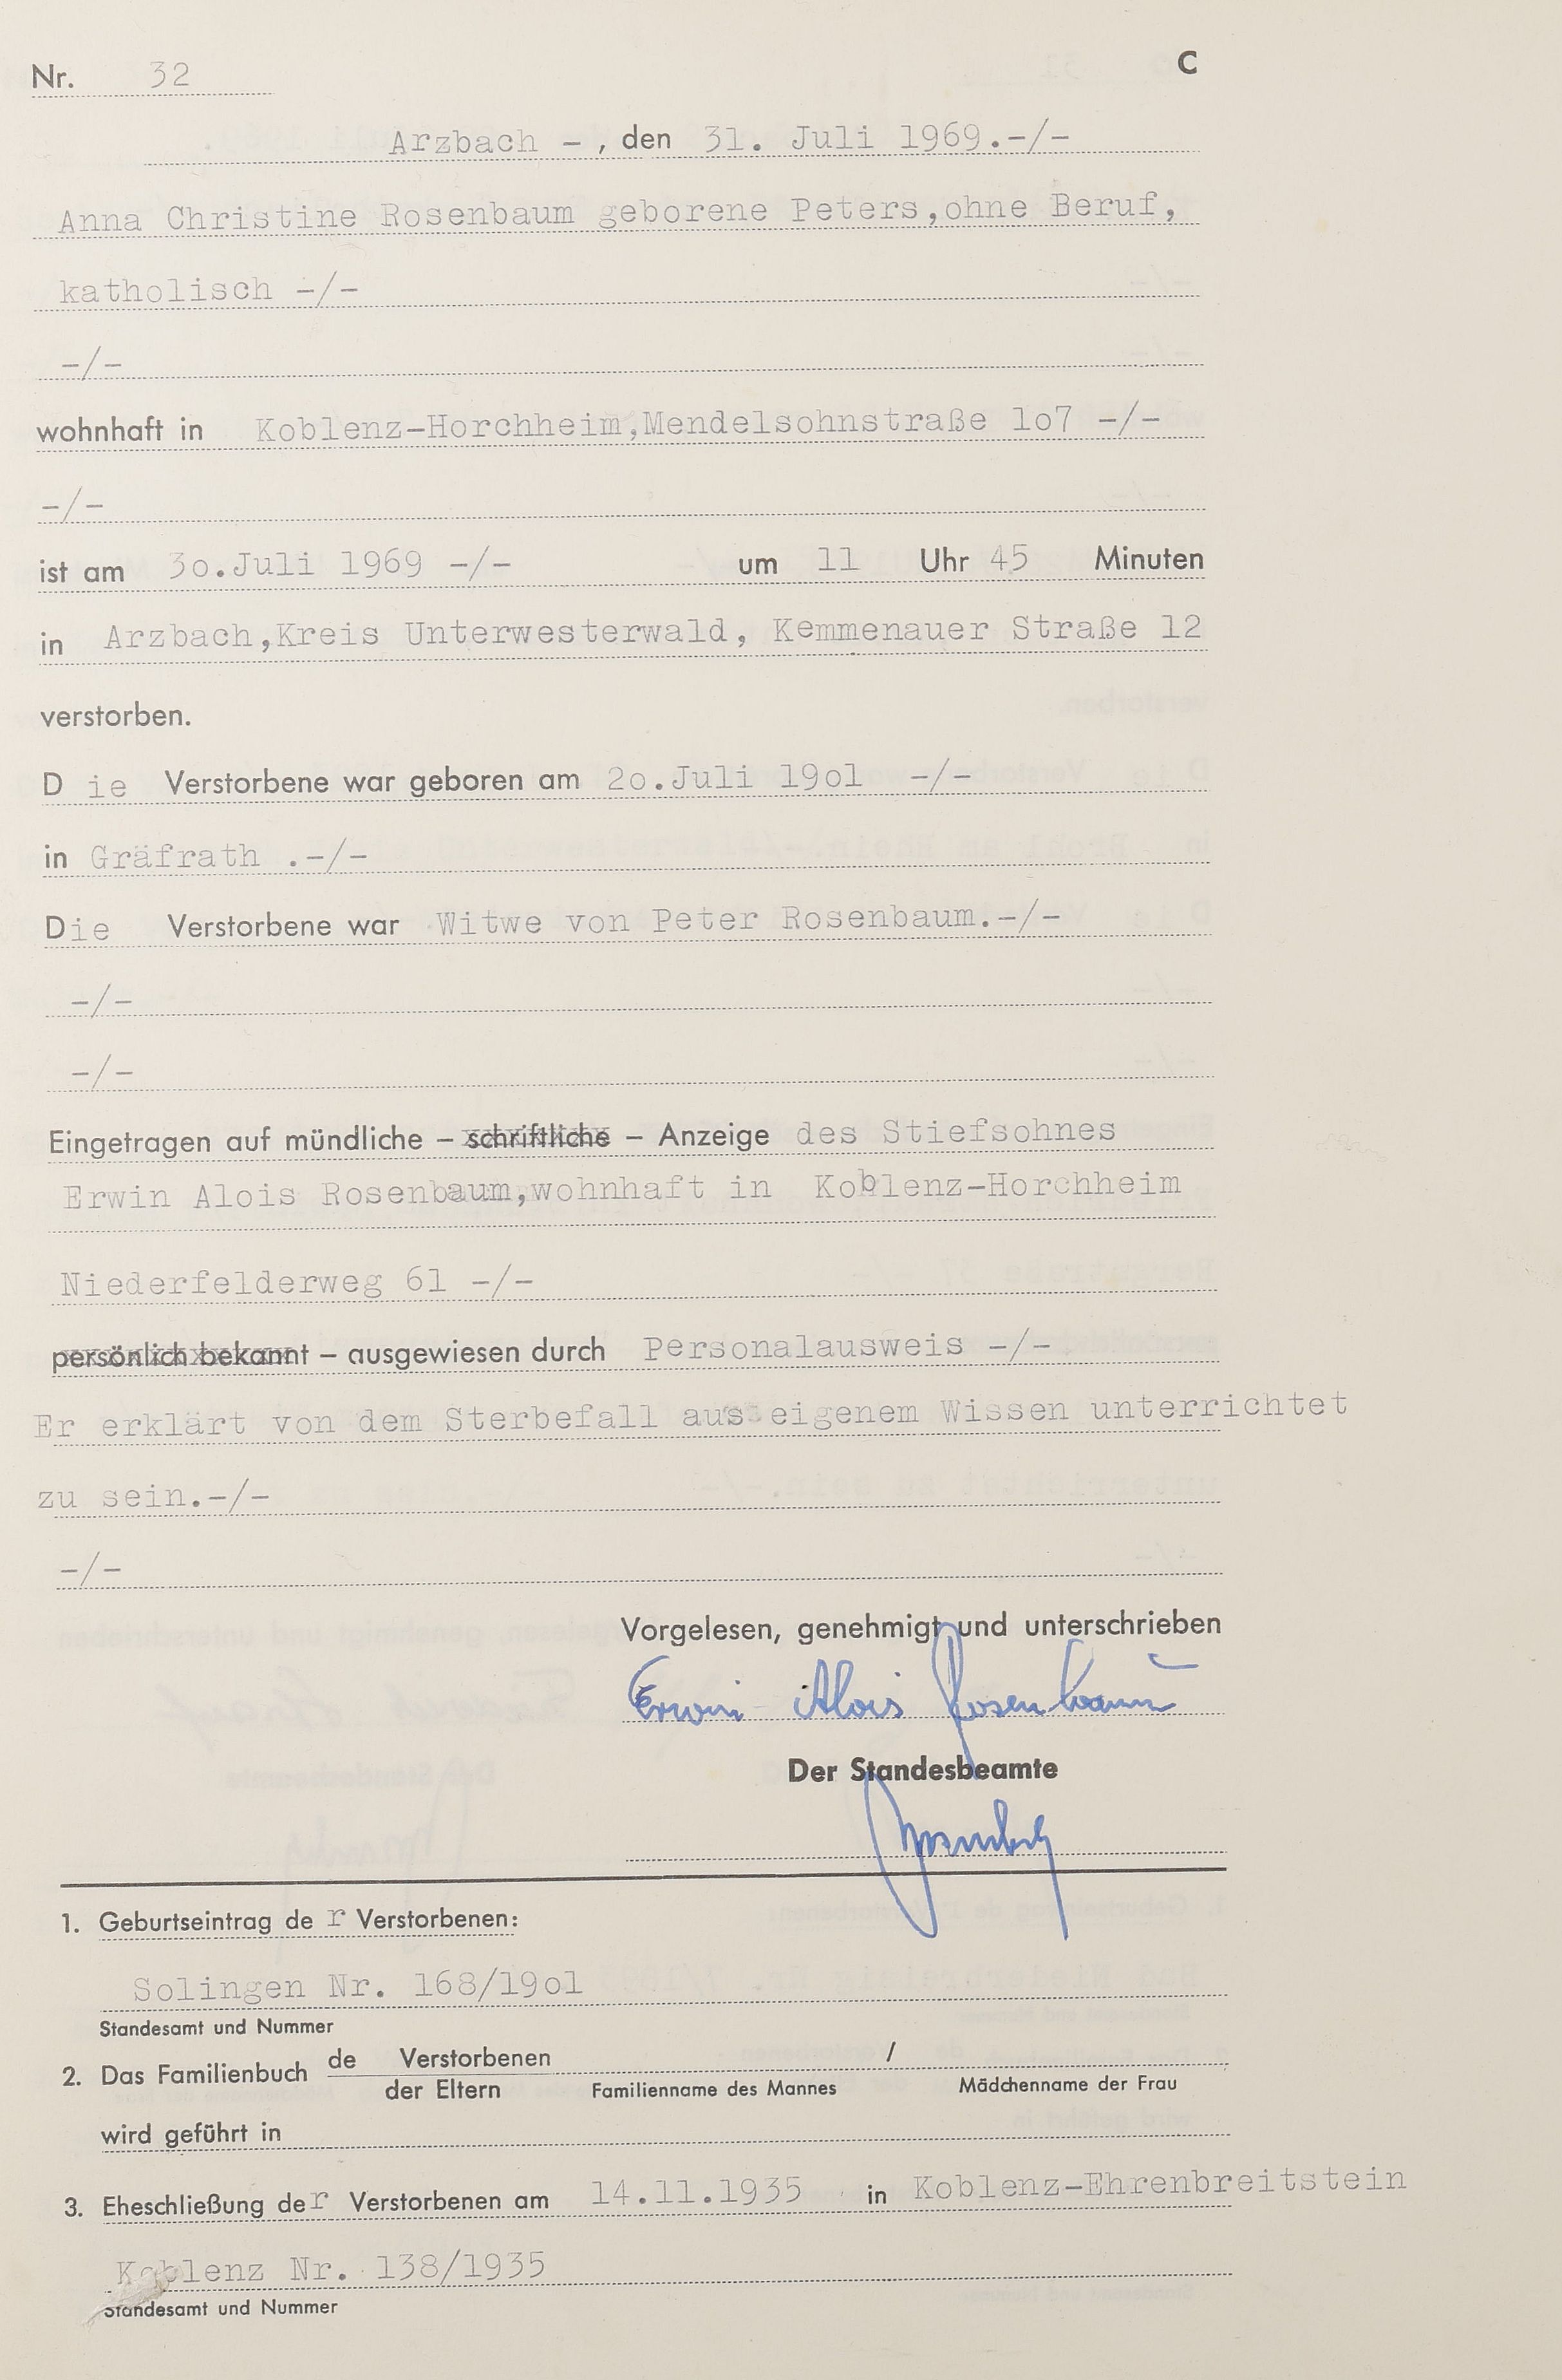 Nr. 32
C
Arzbach - , den 31. Juli 1969.-/-
Anna Christine Rosenbaum geborene Peters,ohne Beruf,
katholisch -/-
-/-
wohnhaft in Koblenz-Horchheim,Mendelsohnstraße lo7 -/-
-/-
ist am 3o.Juli 1969 -/- um 11 Uhr 45 Minuten
in Arzbach,Kreis Unterwesterwald, Kemmenauer Straße 12
verstorben.
Die Verstorbene war geboren am 2o.Juli 19ol -/-
in Gräfrath .-/-
Die Verstorbene war Witwe von Peter Rosenbaum.-/-
-/-
-/-
Eingetragen auf mündliche – schriftliche – Anzeige des Stiefsohnes
Erwin Alois Rosenbaum,wohnhaft in Koblenz-Horchheim
Niederfelderweg 61 -/-
persönlich bekannt – ausgewiesen durch Personalausweis -/-
Er erklärt von dem Sterbefall aus eigenem Wissen unterrichtet
zu sein.-/-
-/-
Vorgelesen, genehmigt und unterschrieben
Erwin Alois Rosenbaum
Der Standesbeamte
1. Geburtseintrag der Verstorbenen:
Solingen Nr. 168/19ol
Standesamt und Nummer
2. Das Familienbuch de Verstorbenen /
der Eltern Familienname des Mannes Mädchenname der Frau
wird geführt in
3. Eheschließung der Verstorbenen am 14.11.1935 in Koblenz-Ehrenbreitstein
Koblenz Nr. 138/1935
Standesamt und Nummer